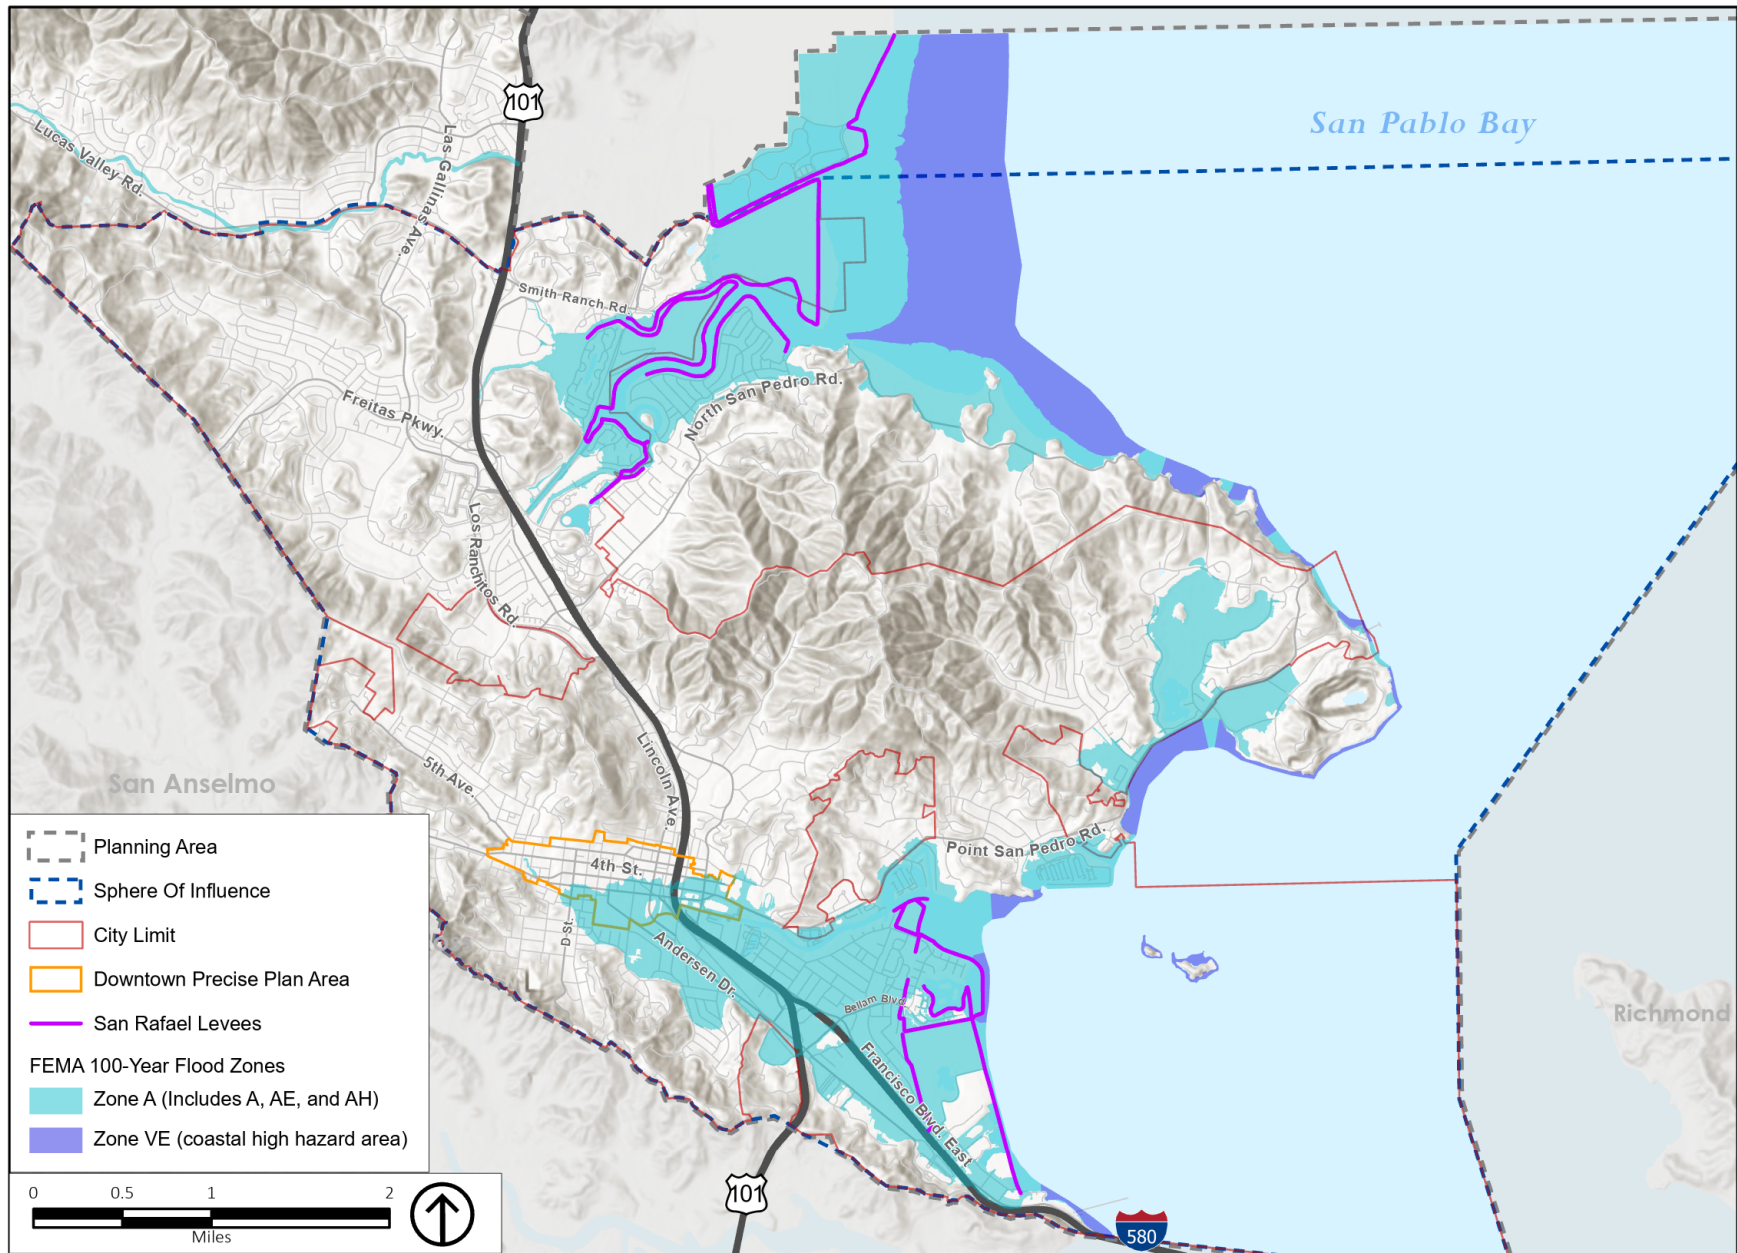 101
San Pablo Bay
Lucas Valley Rd.
Las Gallinas Ave.
Smith Ranch Rd
North San Pedro Rd.
Freitas Pkwy.
Los Ranchitos Rd.
Lincoln Ave.
San Anselmo
5th Ave.
4th St.
Point San Pedro Rd.
D St.
Andersen Dr.
Bellam Blvd
Francisco Blvd. East
Richmond
101
580
Planning Area
Sphere Of Influence
City Limit
Downtown Precise Plan Area
San Rafael Levees
FEMA 100-Year Flood Zones
Zone A (Includes A, AE, and AH)
Zone VE (coastal high hazard area)
0 0.5 1 2
Miles